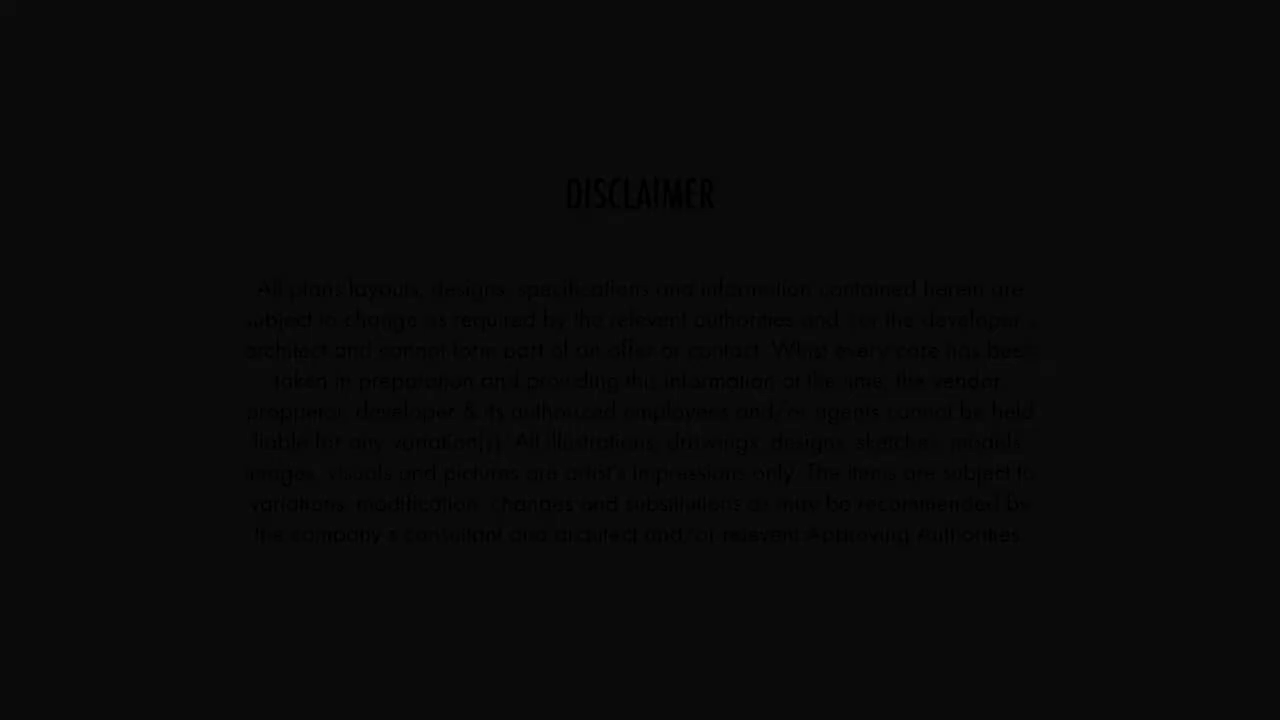 DISCLAIMER
All plans layouts, designs, specifications and information contained herein are
subject to change as required by the relevent authorities and /or the developer's
architect and cannot form part of an offer or contact. Whist every care has been
taken in preparation and providing this information at the time, the vendor
propperor, developer & its authorized employees and/or agents cannot be held
liable for any variation(s). All illustrations, drawings, designs, sketches, models,
images, visuals and pictures are artist's impressions only. The items are subject to
variations, modification, changes and substitutions as may be recommended by
the company's consultant and architect and/or relevent Approving Authorities.